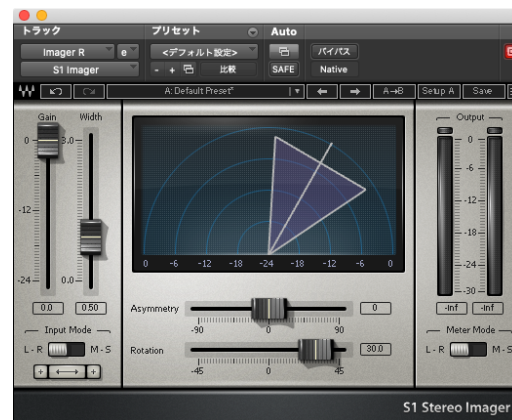 トラック プリセット Auto
Imager R e <デフォルト設定> バイパス
S1 Imager - + 比較 SAFE Native
A: Default Preset* A→B Setup A Save
Gain Width Output
0 3.0 0
-6
-12 -12
-18
-24 0.0 -24
-30
0 -6 -12 -18 -24 -18 -12 -6 0
0.0 0.50 -Inf -Inf
Asymmetry 0
-90 0 90
Input Mode Meter Mode
L - R M - S L - R M - S
Rotation 30.0
-45 0 45
+ +
S1 Stereo Imager